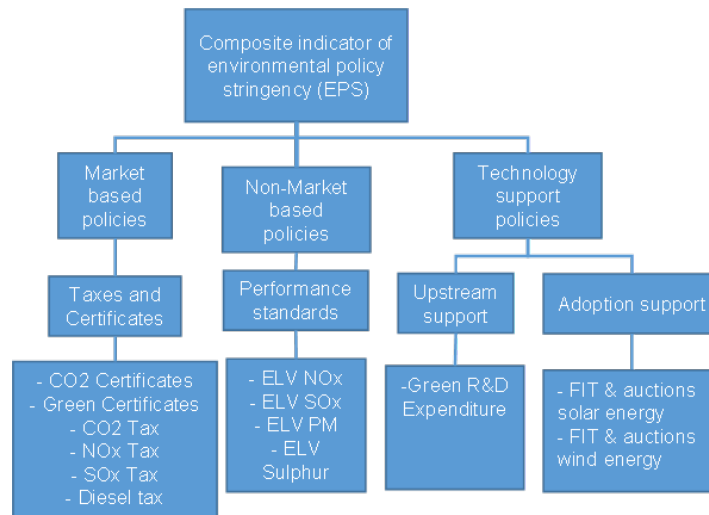 Composite indicator of
environmental policy
stringency (EPS)
Market
based
policies
Non-Market
based
policies
Technology
support
policies
Taxes and
Certificates
Performance
standards
Upstream
support
Adoption support
- CO2 Certificates
- Green Certificates
- CO2 Tax
- NOx Tax
- SOx Tax
- Diesel tax
- ELV NOx
- ELV SOx
- ELV PM
- ELV
Sulphur
-Green R&D
Expenditure
- FIT & auctions
solar energy
- FIT & auctions
wind energy